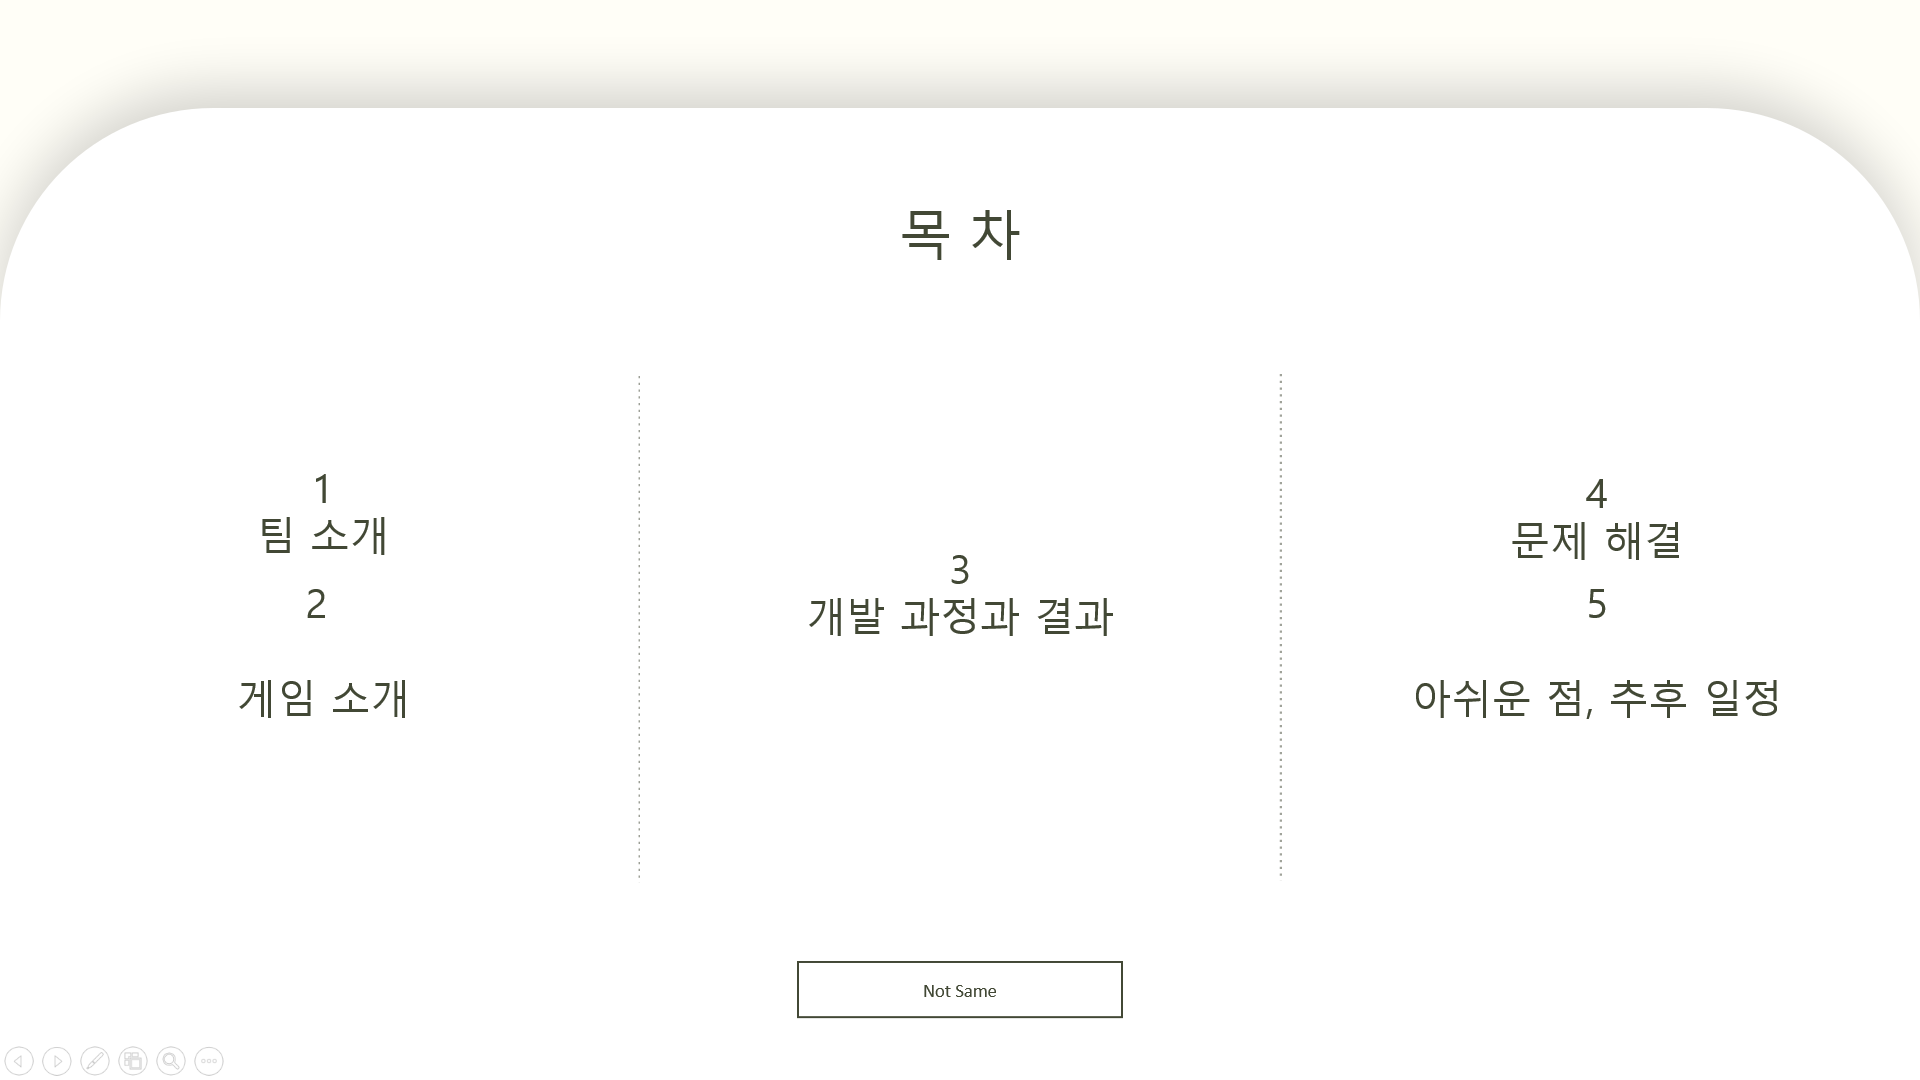 목 차
1
팀 소개
2
게임 소개
3
개발 과정과 결과
4
문제 해결
5
아쉬운 점, 추후 일정
Not Same